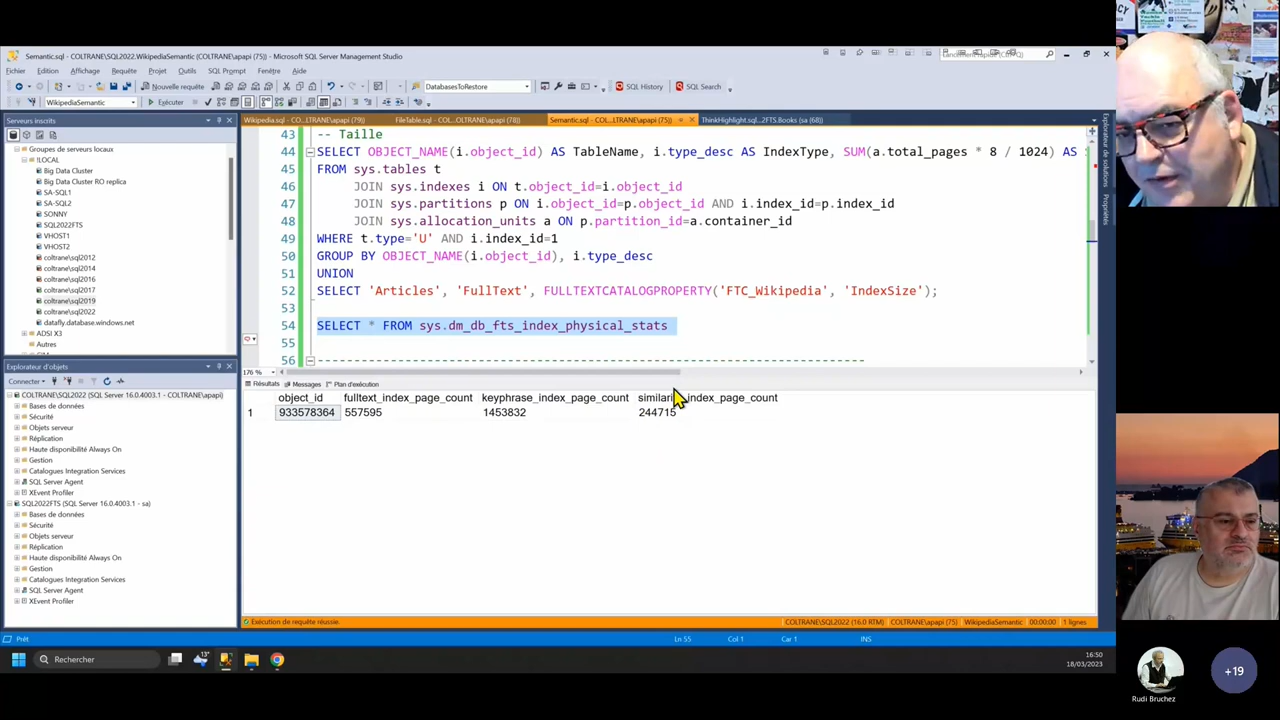 Semantic.sql - COLTRANE\SQL2022.WikipediaSemantic (COLTRANE\apapi (75)) - Microsoft SQL Server Management Studio
Fichier Edition Affichage Requête Projet Outils SQL Prompt Fenêtre Aide
Nouvelle requête DatabasesToRestore SQL History SQL Search
WikipediaSemantic Exécuter
Serveurs inscrits
Groupes de serveurs locaux
!LOCAL
Big Data Cluster
Big Data Cluster RO replica
SA-SQL1
SA-SQL2
SONNY
SQL2022FTS
VHOST1
VHOST2
coltrane\sql2012
coltrane\sql2014
coltrane\sql2016
coltrane\sql2017
coltrane\sql2019
coltrane\sql2022
datafly.database.windows.net
ADSI X3
Autres
Explorateur d'objets
Connecter
COLTRANE\SQL2022 (SQL Server 16.0.4003.1 - COLTRANE\apapi)
Bases de données
Sécurité
Objets serveur
Réplication
Haute disponibilité Always On
Gestion
Catalogues Integration Services
SQL Server Agent
XEvent Profiler
SQL2022FTS (SQL Server 16.0.4003.1 - sa)
Bases de données
Sécurité
Objets serveur
Réplication
Haute disponibilité Always On
Gestion
Catalogues Integration Services
SQL Server Agent
XEvent Profiler
Wikipedia.sql - CO...LTRANE\apapi (79)) FileTable.sql - COL...OLTRANE\apapi (78)) Semantic.sql - CO...LTRANE\apapi (75)) ThinkHighlight.sql...2FTS.Books (sa (68))
43 -- Taille
44 SELECT OBJECT_NAME(i.object_id) AS TableName, i.type_desc AS IndexType, SUM(a.total_pages * 8 / 1024) AS
45 FROM sys.tables t
46 JOIN sys.indexes i ON t.object_id=i.object_id
47 JOIN sys.partitions p ON i.object_id=p.object_id AND i.index_id=p.index_id
48 JOIN sys.allocation_units a ON p.partition_id=a.container_id
49 WHERE t.type='U' AND i.index_id=1
50 GROUP BY OBJECT_NAME(i.object_id), i.type_desc
51 UNION
52 SELECT 'Articles', 'FullText', FULLTEXTCATALOGPROPERTY('FTC_Wikipedia', 'IndexSize');
53
54 SELECT * FROM sys.dm_db_fts_index_physical_stats
55
56 --------------------------------------------------------------------------
176 %
Résultats Messages Plan d'exécution
object_id fulltext_index_page_count keyphrase_index_page_count similarity_index_page_count
1 933578364 557595 1453832 244715
Exécution de requête réussie. COLTRANE\SQL2022 (16.0 RTM) COLTRANE\apapi (75) WikipediaSemantic 00:00:00 1 lignes
Prêt Ln 55 Col 1 Car 1 INS
Explorateur de solutions
Propriétés
Rechercher 13°
16:50
18/03/2023
+19
Rudi Bruchez